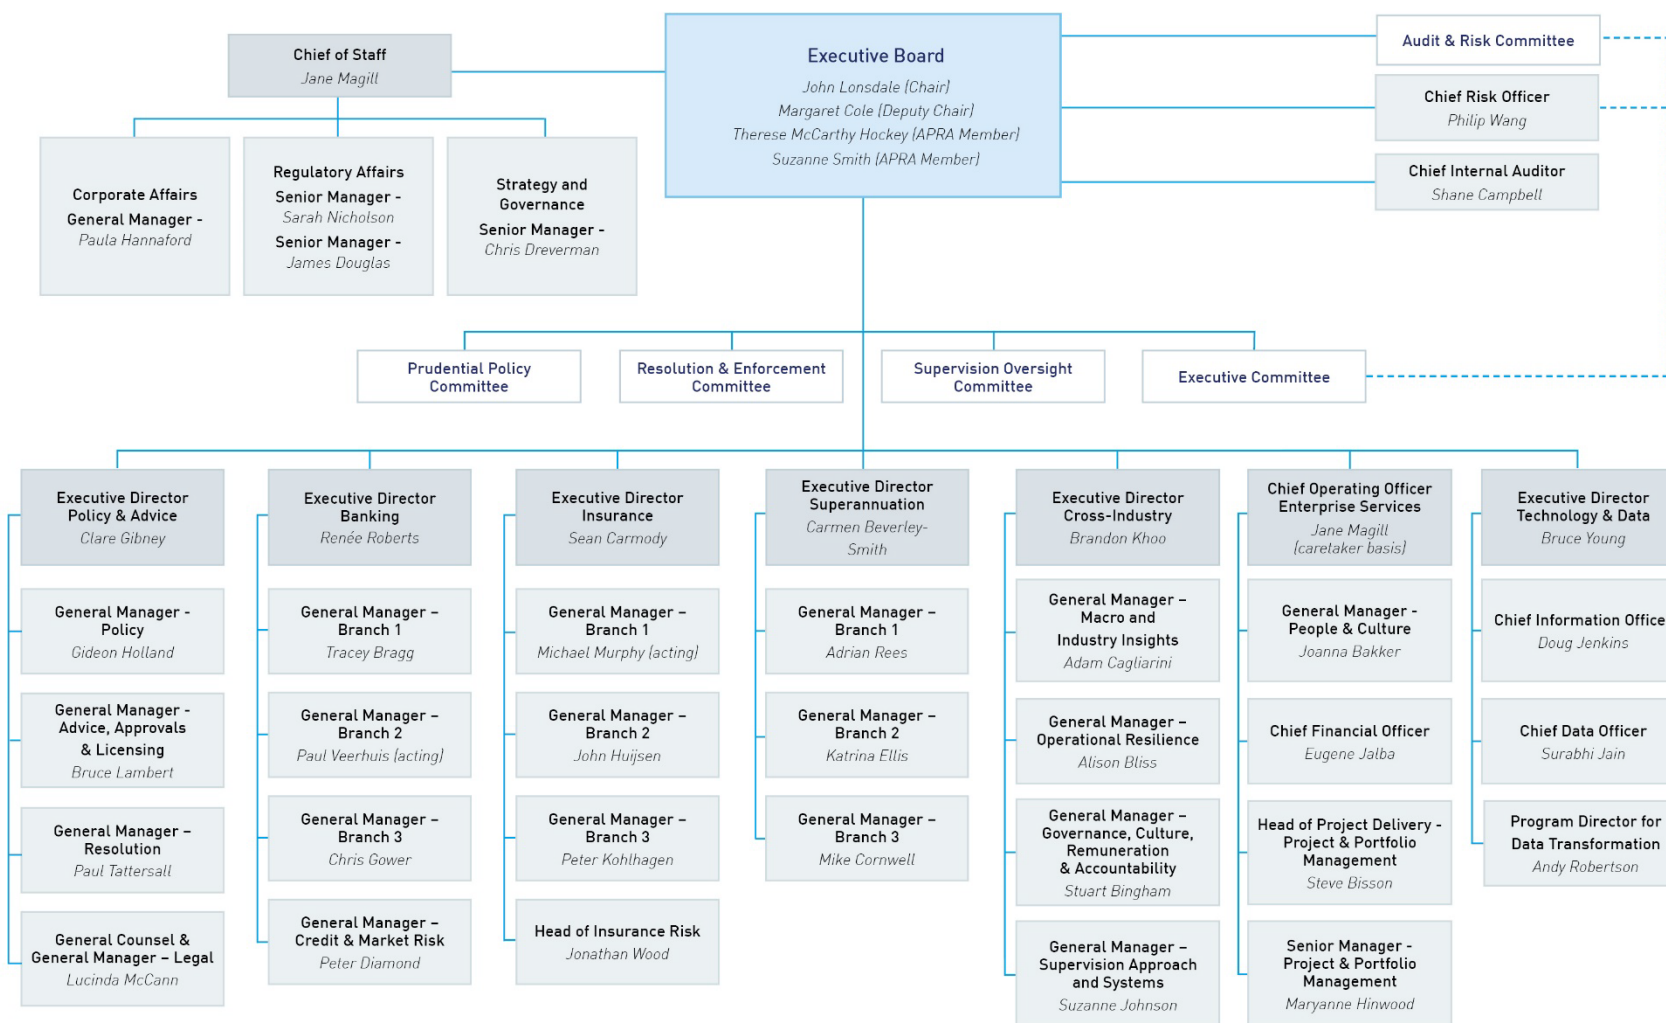 Chief of Staff
Jane Magill
Executive Board
John Lonsdale (Chair)
Margaret Cole (Deputy Chair)
Therese McCarthy Hockey (APRA Member)
Suzanne Smith (APRA Member)
Audit & Risk Committee
Chief Risk Officer
Philip Wang
Chief Internal Auditor
Shane Campbell
Corporate Affairs
General Manager -
Paula Hannaford
Regulatory Affairs
Senior Manager -
Sarah Nicholson
Senior Manager -
James Douglas
Strategy and
Governance
Senior Manager -
Chris Dreverman
Prudential Policy
Committee
Resolution & Enforcement
Committee
Supervision Oversight
Committee
Executive Committee
Executive Director
Policy & Advice
Clare Gibney
General Manager -
Policy
Gideon Holland
General Manager -
Advice, Approvals
& Licensing
Bruce Lambert
General Manager –
Resolution
Paul Tattersall
General Counsel &
General Manager – Legal
Lucinda McCann
Executive Director
Banking
Renée Roberts
General Manager –
Branch 1
Tracey Bragg
General Manager –
Branch 2
Paul Veerhuis (acting)
General Manager –
Branch 3
Chris Gower
General Manager –
Credit & Market Risk
Peter Diamond
Executive Director
Insurance
Sean Carmody
General Manager –
Branch 1
Michael Murphy (acting)
General Manager –
Branch 2
John Huijsen
General Manager –
Branch 3
Peter Kohlhagen
Head of Insurance Risk
Jonathan Wood
Executive Director
Superannuation
Carmen Beverley-
Smith
General Manager –
Branch 1
Adrian Rees
General Manager –
Branch 2
Katrina Ellis
General Manager –
Branch 3
Mike Cornwell
Executive Director
Cross-Industry
Brandon Khoo
General Manager –
Macro and
Industry Insights
Adam Cagliarini
General Manager –
Operational Resilience
Alison Bliss
General Manager –
Governance, Culture,
Remuneration
& Accountability
Stuart Bingham
General Manager –
Supervision Approach
and Systems
Suzanne Johnson
Chief Operating Officer
Enterprise Services
Jane Magill
(caretaker basis)
General Manager -
People & Culture
Joanna Bakker
Chief Financial Officer
Eugene Jalba
Head of Project Delivery -
Project & Portfolio
Management
Steve Bisson
Senior Manager -
Project & Portfolio
Management
Maryanne Hinwood
Executive Director
Technology & Data
Bruce Young
Chief Information Office
Doug Jenkins
Chief Data Officer
Surabhi Jain
Program Director for
Data Transformation
Andy Robertson